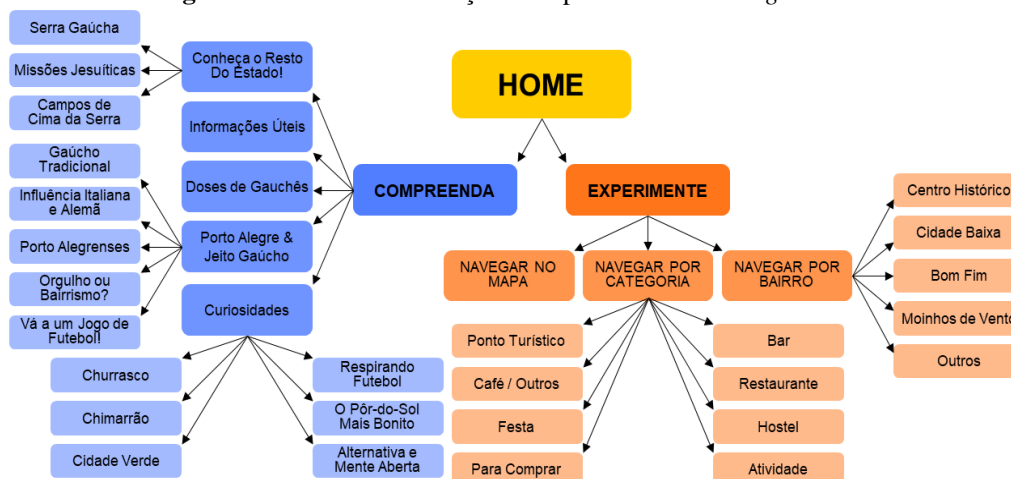 Serra Gaúcha
Missões Jesuíticas
Campos de
Cima da Serra
Conheça o Resto
Do Estado!
Informações Úteis
Doses de Gauchês
Porto Alegre &
Jeito Gaúcho
Curiosidades
Gaúcho
Tradicional
Influência Italiana
e Alemã
Porto Alegrenses
Orgulho ou
Bairrismo?
Vá a um Jogo de
Futebol!
Churrasco
Chimarrão
Cidade Verde
Respirando
Futebol
O Pôr-do-Sol
Mais Bonito
Alternativa e
Mente Aberta
HOME
COMPREENDA
EXPERIMENTE
NAVEGAR NO
MAPA
NAVEGAR POR
CATEGORIA
NAVEGAR POR
BAIRRO
Ponto Turístico
Café / Outros
Festa
Para Comprar
Bar
Restaurante
Hostel
Atividade
Centro Histórico
Cidade Baixa
Bom Fim
Moinhos de Vento
Outros